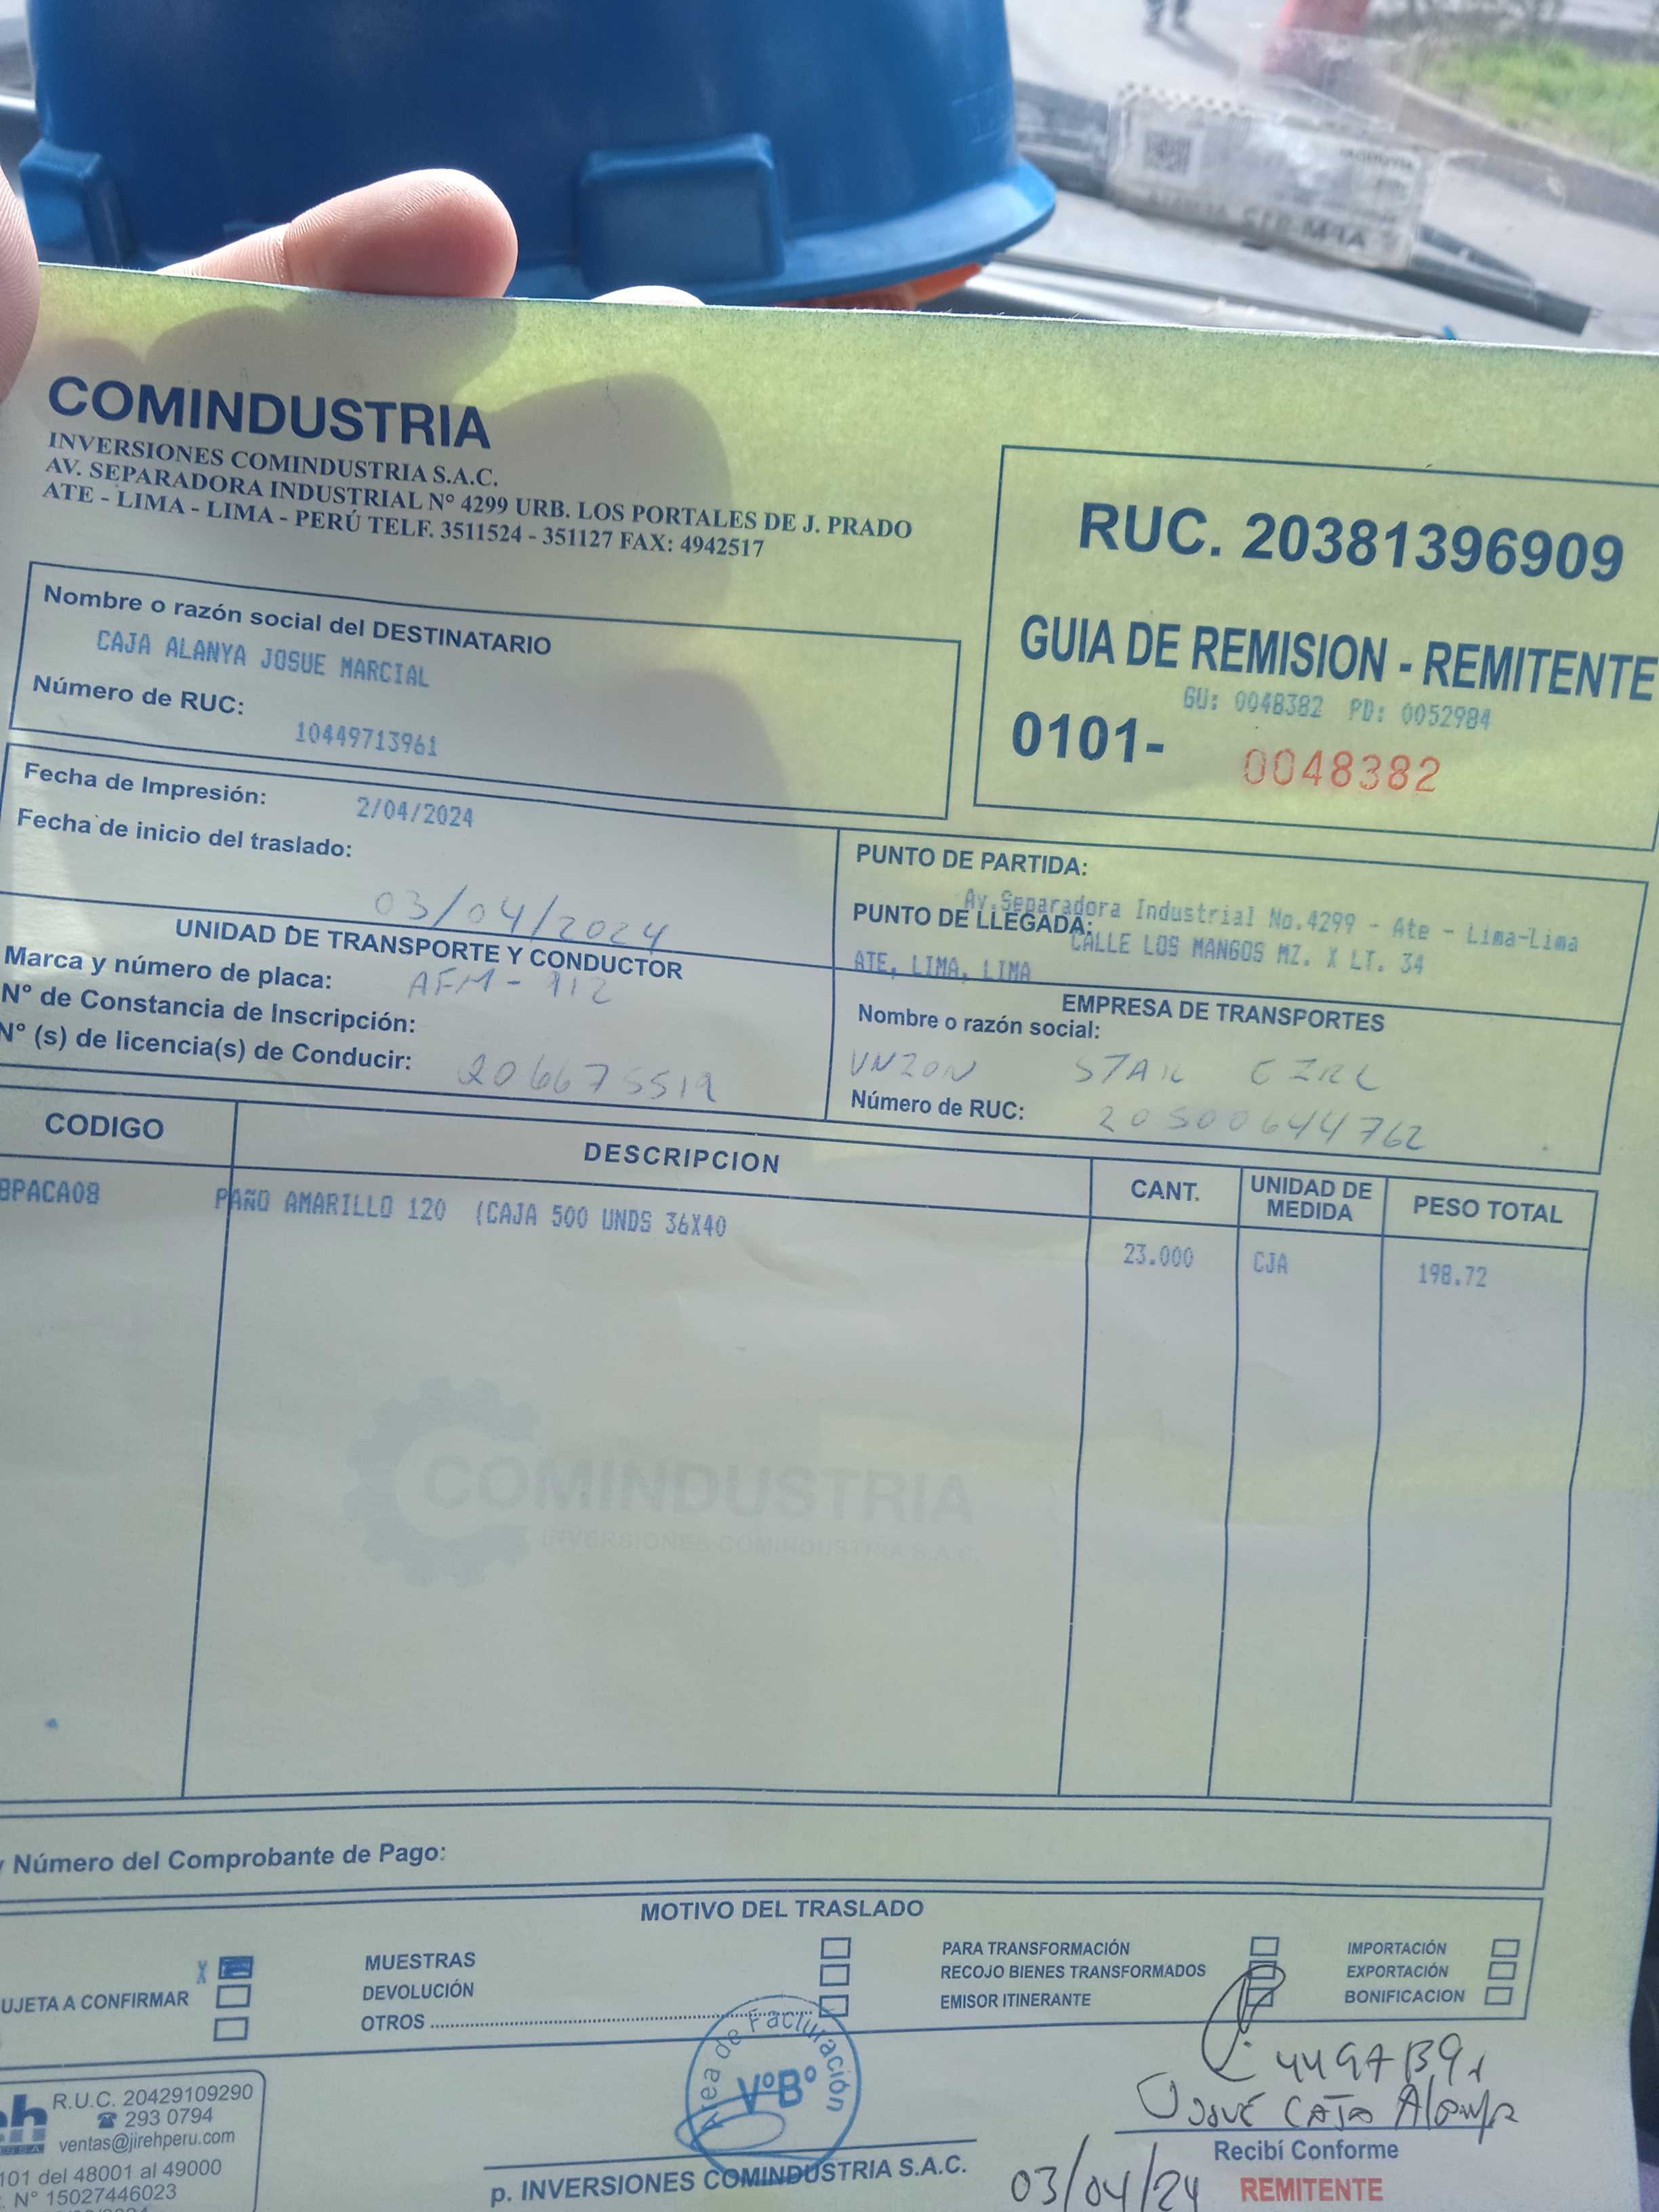 COMINDUSTRIA
INVERSIONES COMINDUSTRIA S.A.C.
AV. SEPARADORA INDUSTRIAL N° 4299 URB. LOS PORTALES DE J. PRADO
ATE - LIMA - LIMA - PERÚ TELF. 3511524 - 351127 FAX: 4942517
RUC. 20381396909
GUIA DE REMISION - REMITENTE
GU: 0048382 PD: 0052984
0101- 0048382
Nombre o razón social del DESTINATARIO
CAJA ALANYA JOSUE MARCIAL
Número de RUC:
10449713961
Fecha de Impresión: 2/04/2024
Fecha de inicio del traslado:
03/04/2024
PUNTO DE PARTIDA:
Av.Separadora Industrial No.4299 - Ate - Lima-Lima
PUNTO DE LLEGADA:
CALLE LOS MANGOS MZ. X LT. 34
ATE, LIMA, LIMA
UNIDAD DE TRANSPORTE Y CONDUCTOR
Marca y número de placa: AFM-
N° de Constancia de Inscripción:
N° (s) de licencia(s) de Conducir:
EMPRESA DE TRANSPORTES
Nombre o razón social:
STAR EIRL
Número de RUC: 20500644762
CODIGO DESCRIPCION CANT. UNIDAD DE MEDIDA PESO TOTAL
BPACA08 PAÑO AMARILLO 120 (CAJA 500 UNDS 36X40 23.000 CJA 198.72
COMINDUSTRIA
INVERSIONES COMINDUSTRIA S.A.C.
y Número del Comprobante de Pago:
MOTIVO DEL TRASLADO
X
UJETA A CONFIRMAR
MUESTRAS
DEVOLUCIÓN
OTROS
PARA TRANSFORMACIÓN
RECOJO BIENES TRANSFORMADOS
EMISOR ITINERANTE
IMPORTACIÓN
EXPORTACIÓN
BONIFICACION
R.U.C. 20429109290
293 0794
ventas@jirehperu.com
101 del 48001 al 49000
N° 15027446023
Area de Facturación
V°B°
p. INVERSIONES COMINDUSTRIA S.A.C.
Josué Caja Alanya
Recibí Conforme
03/04/24
REMITENTE